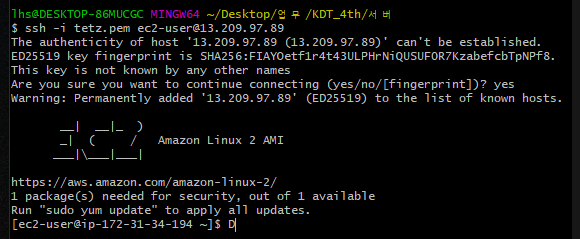 lhs@DESKTOP-86MUCGC MINGW64 ~/Desktop/업무/KDT_4th/서버
$ ssh -i tetz.pem ec2-user@13.209.97.89
The authenticity of host '13.209.97.89 (13.209.97.89)' can't be established.
ED25519 key fingerprint is SHA256:FIAYOetf1r4t43ULPHrNiQUSUFOR7KzabefcbTpNPf8.
This key is not known by any other names
Are you sure you want to continue connecting (yes/no/[fingerprint])? yes
Warning: Permanently added '13.209.97.89' (ED25519) to the list of known hosts.
       __|  __|_  )
       _|  (     /   Amazon Linux 2 AMI
      ___|\___|___|
https://aws.amazon.com/amazon-linux-2/
1 package(s) needed for security, out of 1 available
Run "sudo yum update" to apply all updates.
[ec2-user@ip-172-31-34-194 ~]$ D